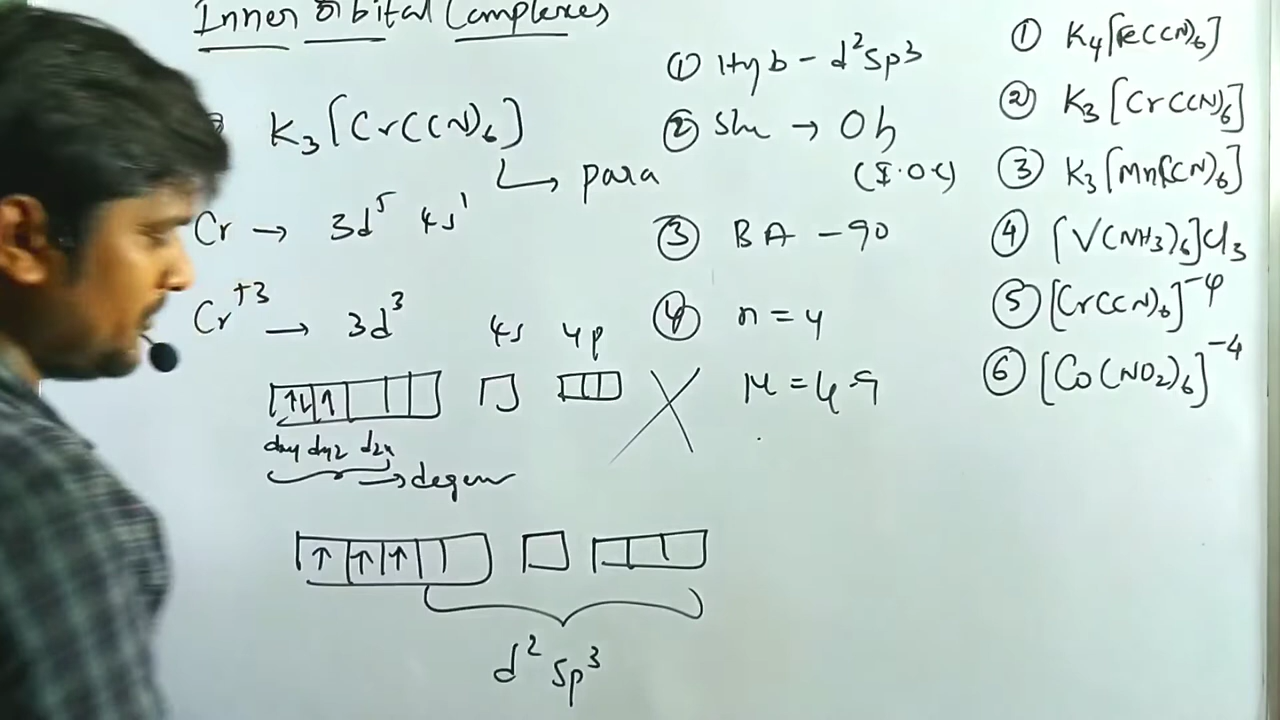 Inner Orbital Complexes
K₃[Cr(CN)₆]
para
Cr → 3d⁵ 4s¹
Cr⁺³ → 3d³
4s 4p
dxy dyz dzx
→ degen
d²sp³
① Hyb - d²sp³
② Sha → Oh
(I.O.C)
③ BA - 90
④ n = 4
μ = 4.9
① K₄[Fe(CN)₆]
② K₃[Cr(CN)₆]
③ K₃[Mn(CN)₆]
④ [V(NH₃)₆]Cl₃
⑤ [Cr(CN)₆]⁻⁴
⑥ [Co(NO₂)₆]⁻⁴